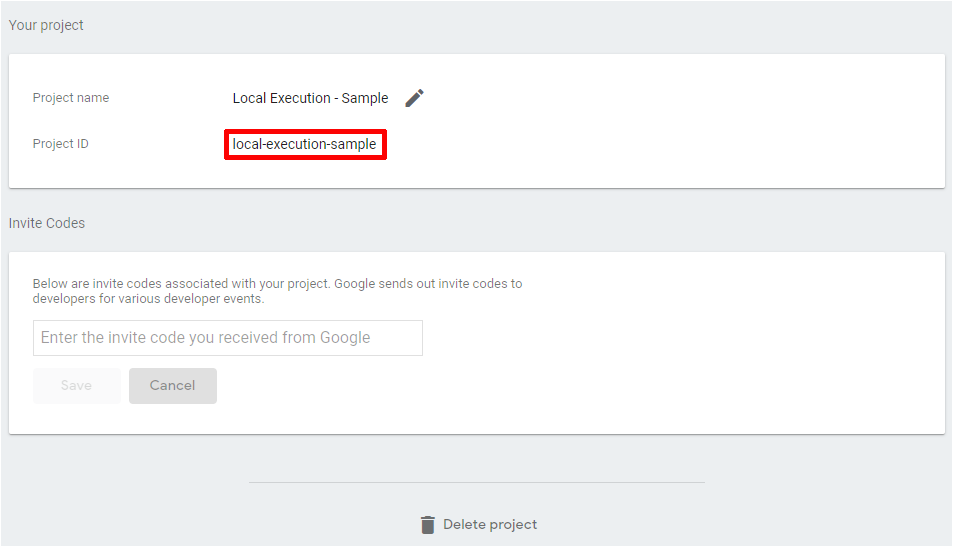 Your project
Project name
Local Execution - Sample
Project ID
local-execution-sample
Invite Codes
Below are invite codes associated with your project. Google sends out invite codes to
developers for various developer events.
Enter the invite code you received from Google
Save
Cancel
Delete project